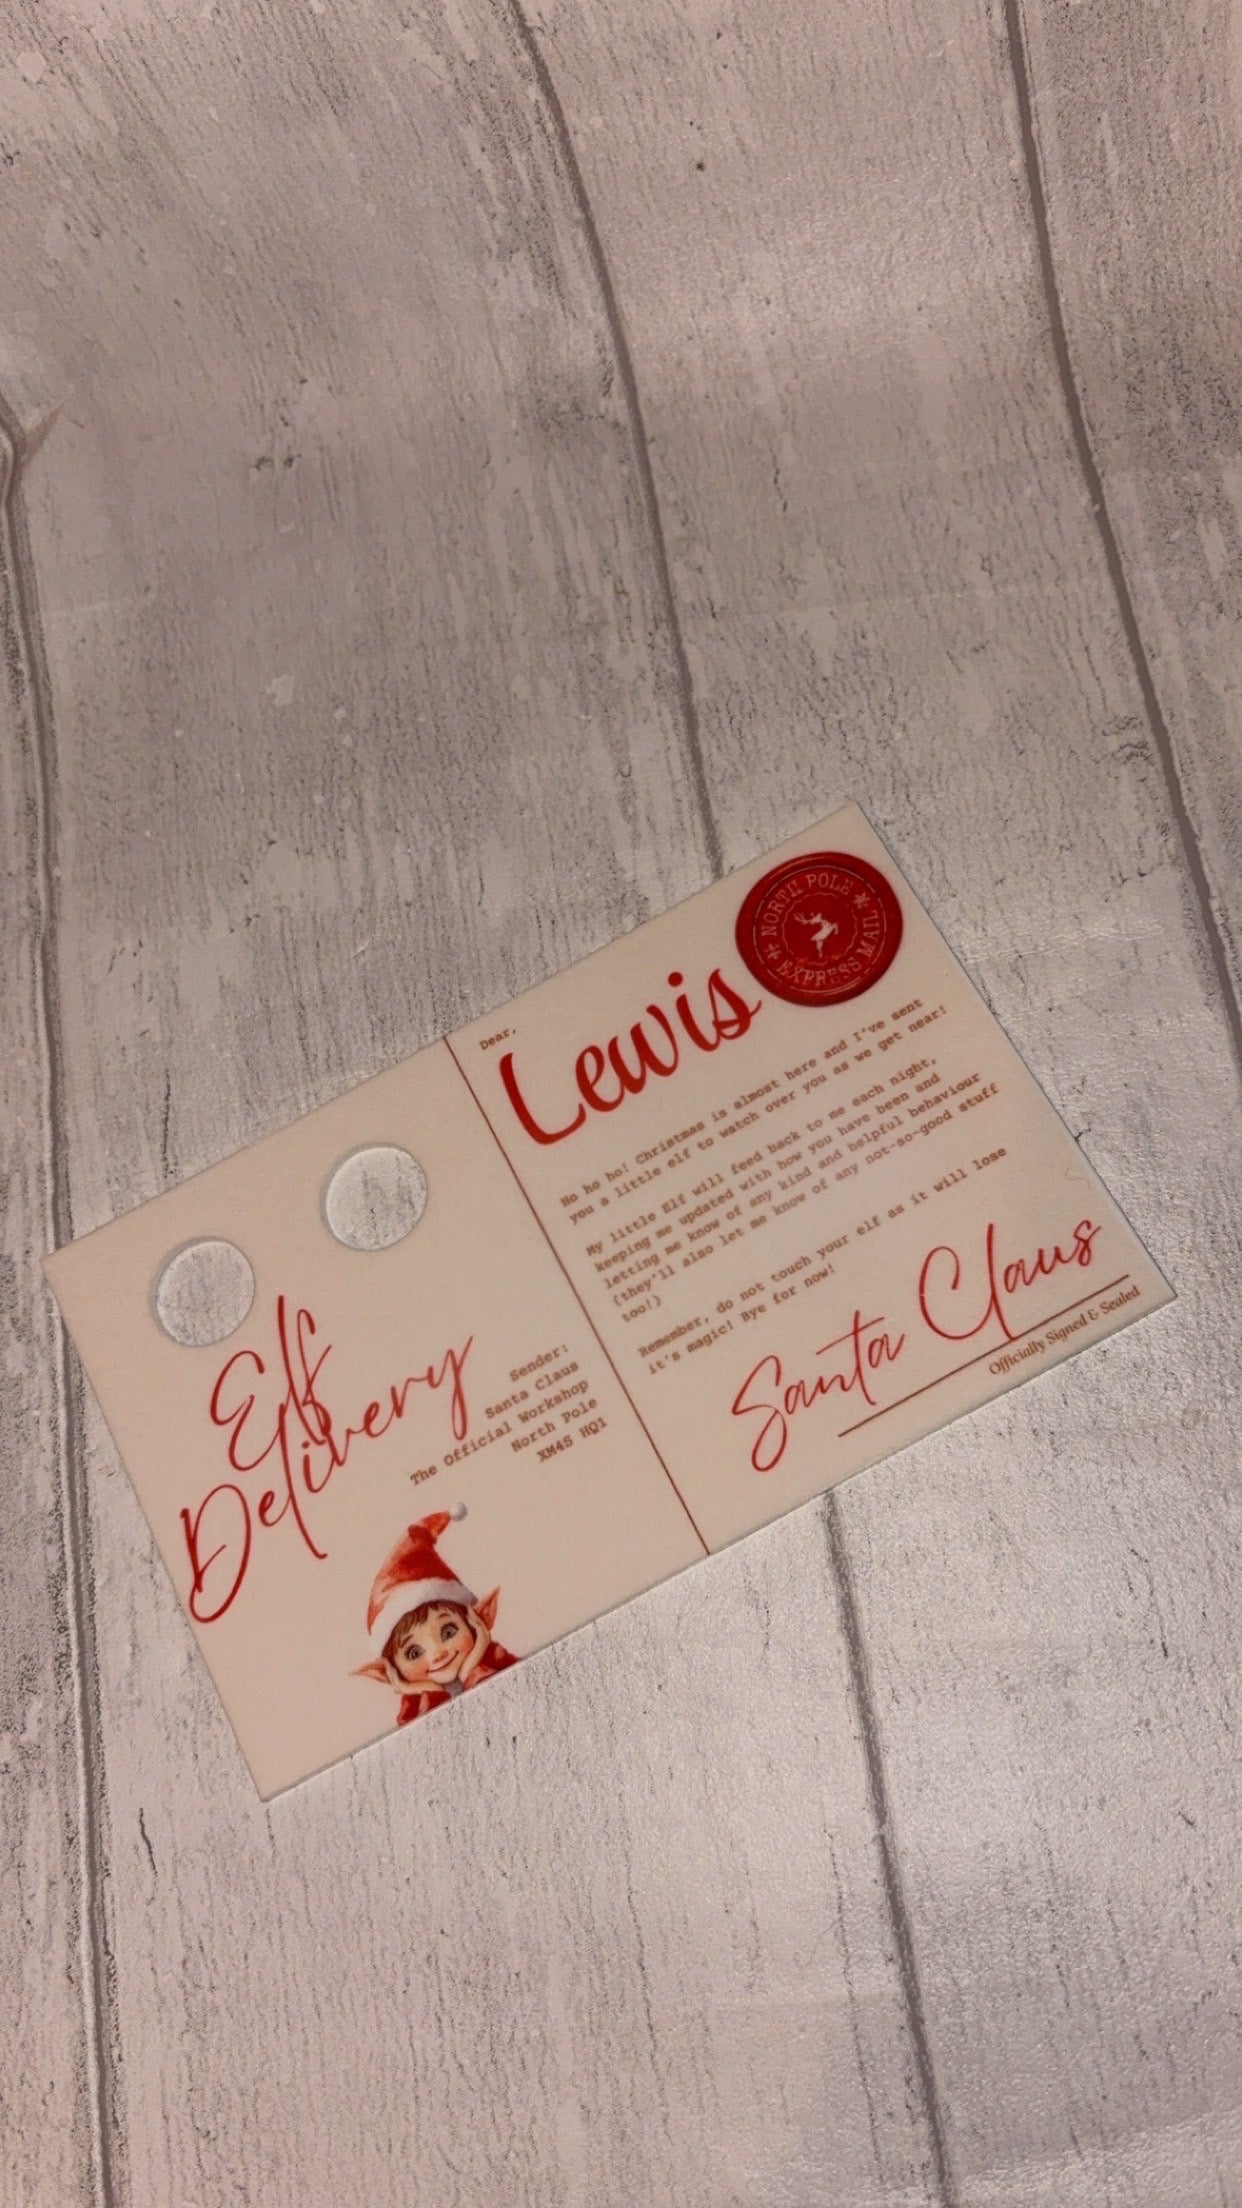 Elf
Delivery
Sender:
Santa Claus
The Official Workshop
North Pole
XM4S HQ1
Dear,
Lewis
NORTH POLE
EXPRESS MAIL
Ho ho ho! Christmas is almost here and I've sent
you a little elf to watch over you as we get near!
My little Elf will feed back to me each night,
keeping me updated with how you have been and
letting me know of any kind and helpful behaviour
(they'll also let me know of any not-so-good stuff
too!)
Remember, do not touch your elf as it will lose
it's magic! Bye for now!
Santa Claus
Officially Signed & Sealed